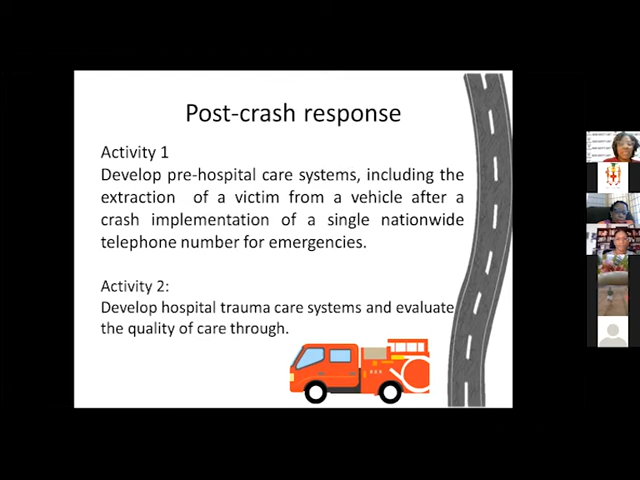 Post-crash response
Activity 1
Develop pre-hospital care systems, including the
extraction of a victim from a vehicle after a
crash implementation of a single nationwide
telephone number for emergencies.
Activity 2:
Develop hospital trauma care systems and evaluate
the quality of care through.